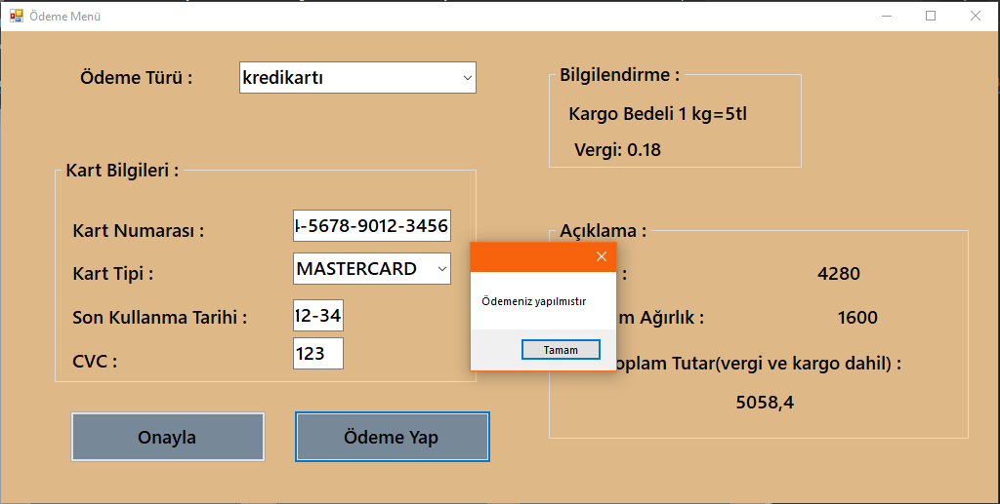 Ödeme Menü
Ödeme Türü :
kredikartı
Bilgilendirme :
Kargo Bedeli 1 kg=5tl
Vergi: 0.18
Kart Bilgileri :
Kart Numarası :
-5678-9012-3456
Kart Tipi :
MASTERCARD
Son Kullanma Tarihi :
12-34
CVC :
123
Onayla
Ödeme Yap
Açıklama :
:
4280
Ağırlık :
1600
Tutar(vergi ve kargo dahil) :
5058,4
Ödemeniz yapılmıstır
Tamam